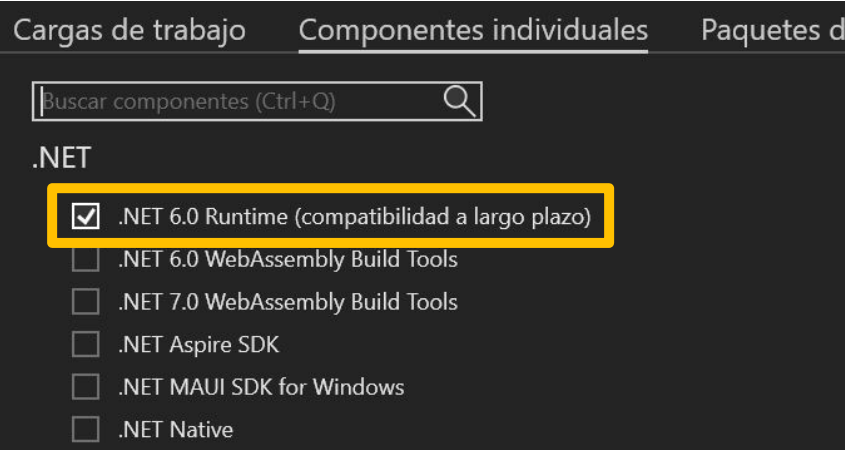 Cargas de trabajo Componentes individuales Paquetes d
Buscar componentes (Ctrl+Q)
.NET
.NET 6.0 Runtime (compatibilidad a largo plazo)
.NET 6.0 WebAssembly Build Tools
.NET 7.0 WebAssembly Build Tools
.NET Aspire SDK
.NET MAUI SDK for Windows
.NET Native